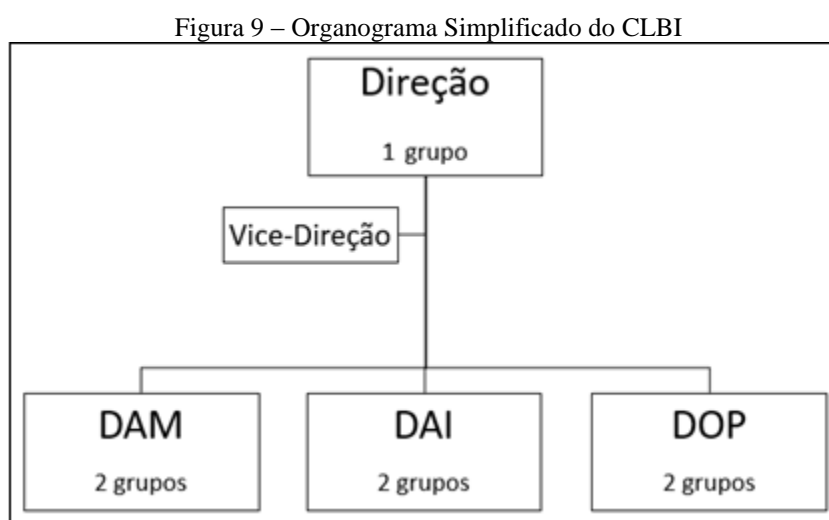 Figura 9 – Organograma Simplificado do CLBI
Direção
1 grupo
Vice-Direção
DAM
2 grupos
DAI
2 grupos
DOP
2 grupos